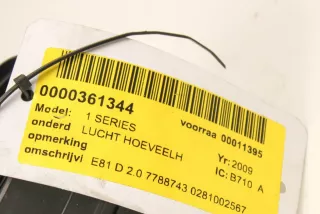 0000361344
voorraa 00011395
Model: 1 SERIES Yr: 2009
onderd LUCHT HOEVEELH IC: B710 A
opmerking
omschrijvi E81 D 2.0 7788743 0281002567